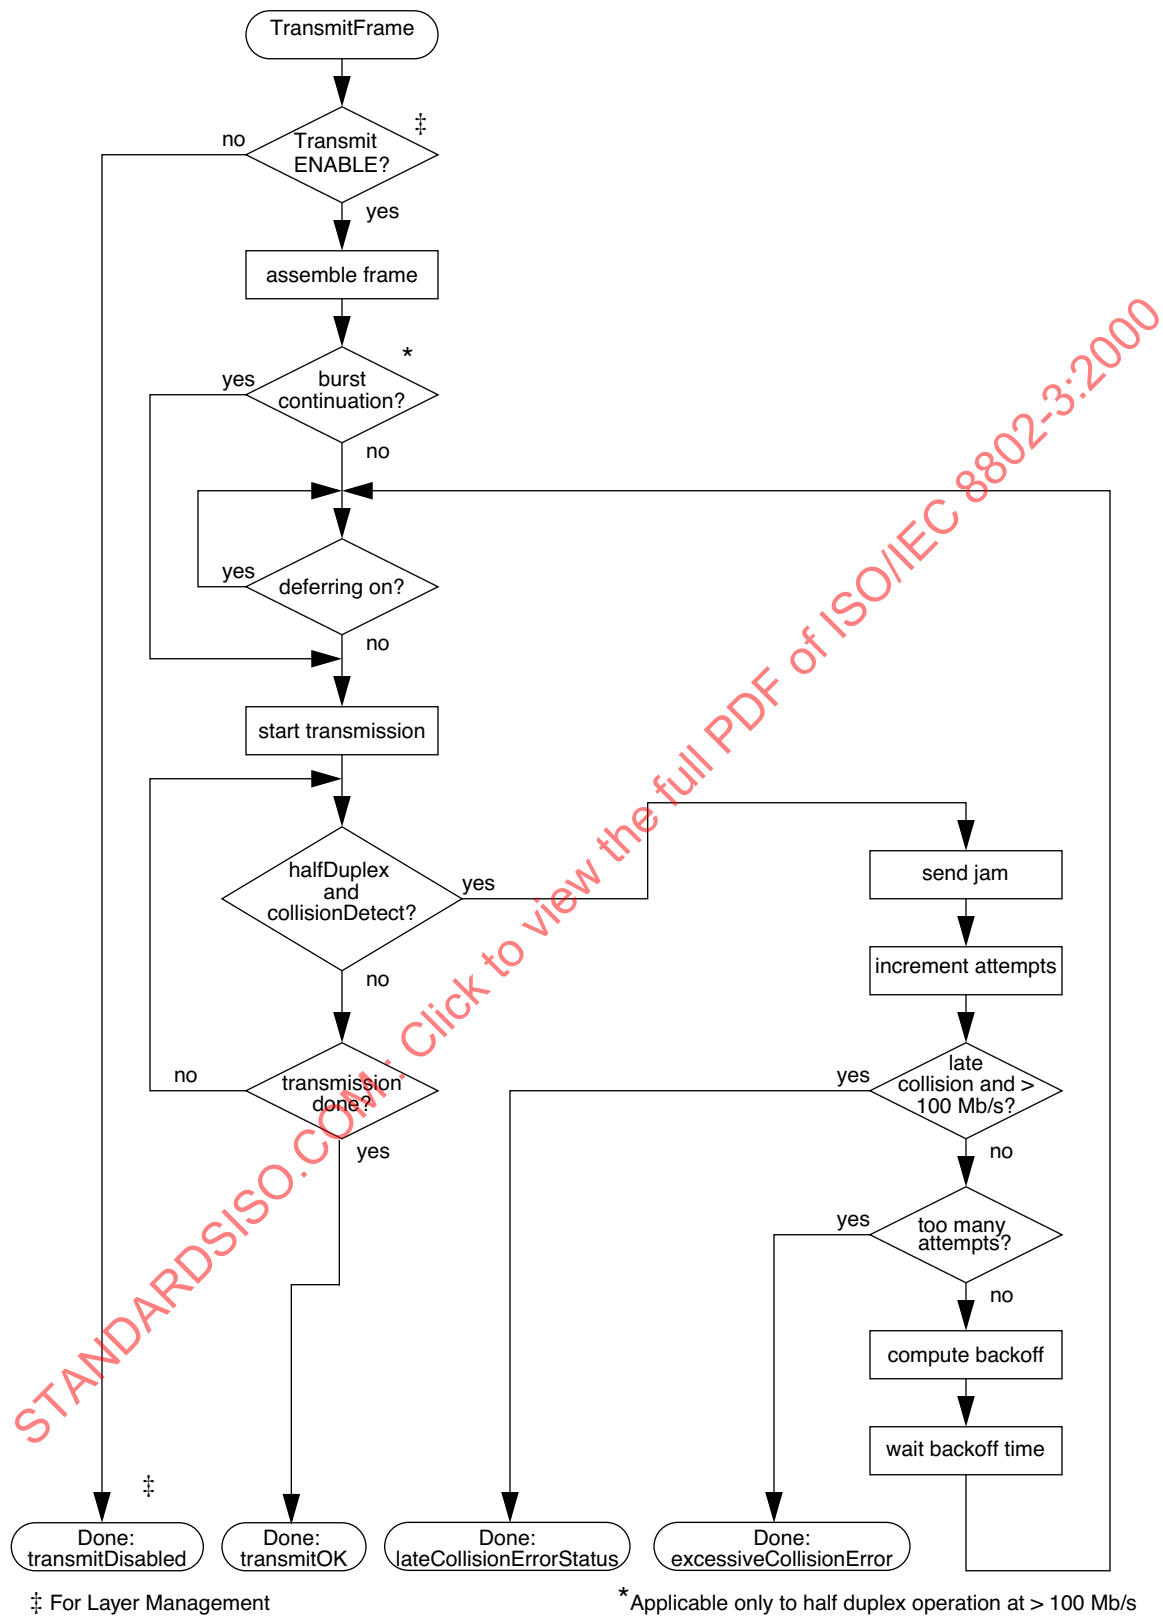 TransmitFrame
‡
no
Transmit
ENABLE?
yes
assemble frame
*
yes
burst
continuation?
no
yes
deferring on?
no
start transmission
halfDuplex
and
collisionDetect?
yes
no
send jam
increment attempts
no
transmission
done?
yes
yes
late
collision and >
100 Mb/s?
no
yes
too many
attempts?
no
compute backoff
wait backoff time
‡
Done:
transmitDisabled
Done:
transmitOK
Done:
lateCollisionErrorStatus
Done:
excessiveCollisionError
‡ For Layer Management
*Applicable only to half duplex operation at > 100 Mb/s
STANDARDSISO.COM : Click to view the full PDF of ISO/IEC 8802-3:2000